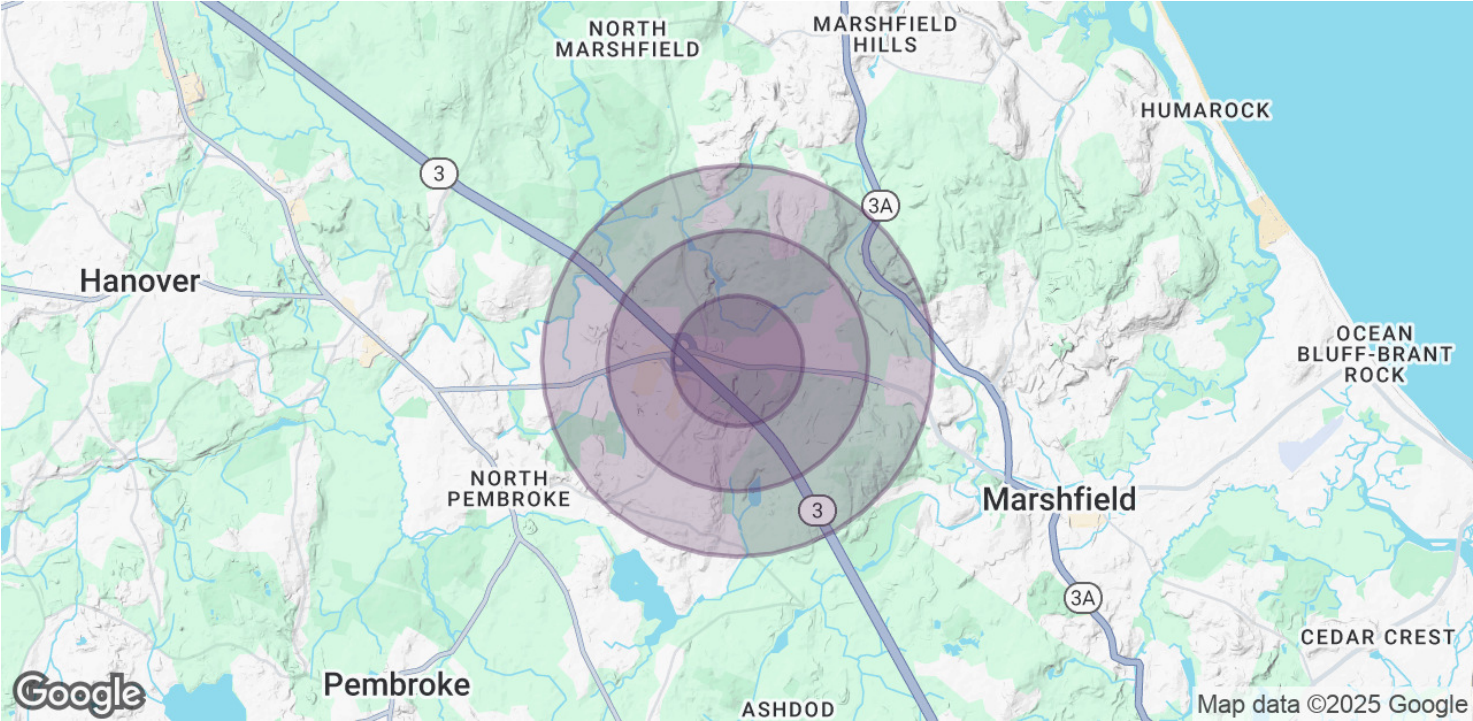 NORTH
MARSHFIELD
MARSHFIELD
HILLS
HUMAROCK
3
3A
Hanover
OCEAN
BLUFF-BRANT
ROCK
NORTH
PEMBROKE
Marshfield
3
3A
CEDAR CREST
Pembroke
ASHDOD
Google
Map data ©2025 Google